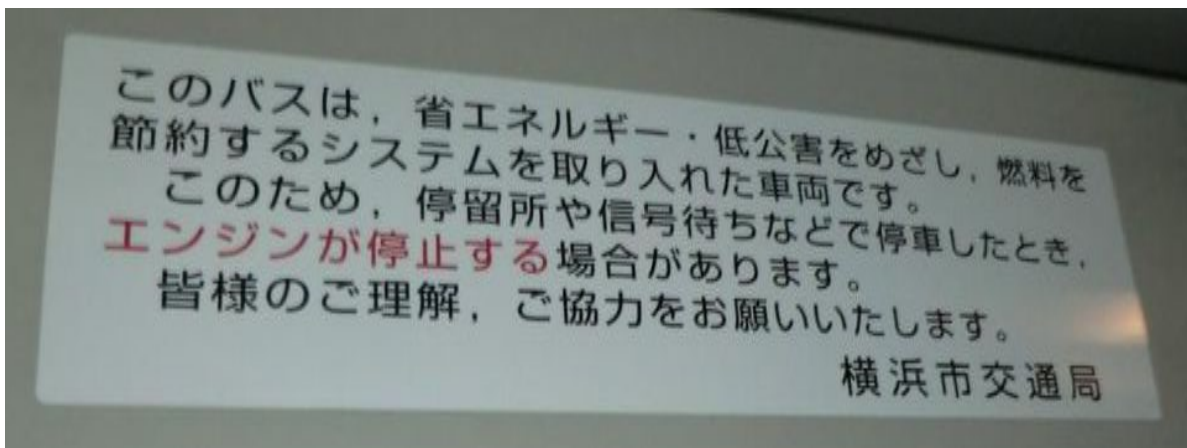 このバスは，省エネルギー・低公害をめざし，燃料を
節約するシステムを取り入れた車両です。
このため，停留所や信号待ちなどで停車したとき，
エンジンが停止する場合があります。
皆様のご理解，ご協力をお願いいたします。
横浜市交通局